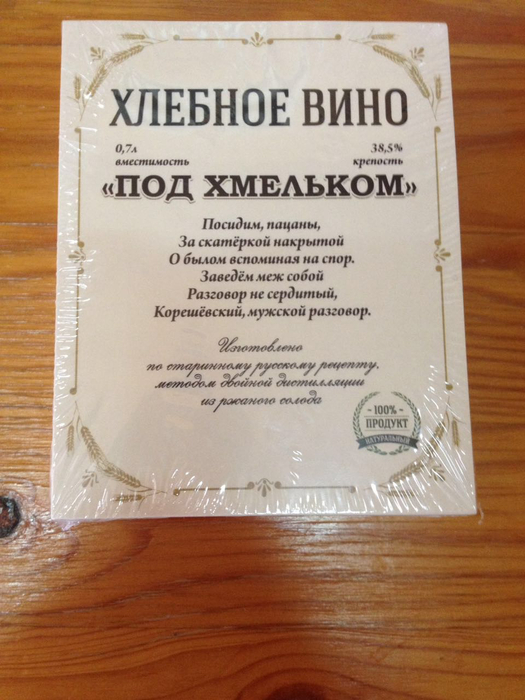 ХЛЕБНОЕ ВИНО
0,7л 38,5%
вместимость крепость
«ПОД ХМЕЛЬКОМ»
Посидим, пацаны,
За скатёркой накрытой
О былом вспоминая на спор.
Заведём меж собой
Разговор не сердитый,
Корешёвский, мужской разговор.
Изготовлено
по старинному русскому рецепту,
методом двойной дистилляции
из ржаного солода
- 100% -
ПРОДУКТ
НАТУРАЛЬНЫЙ